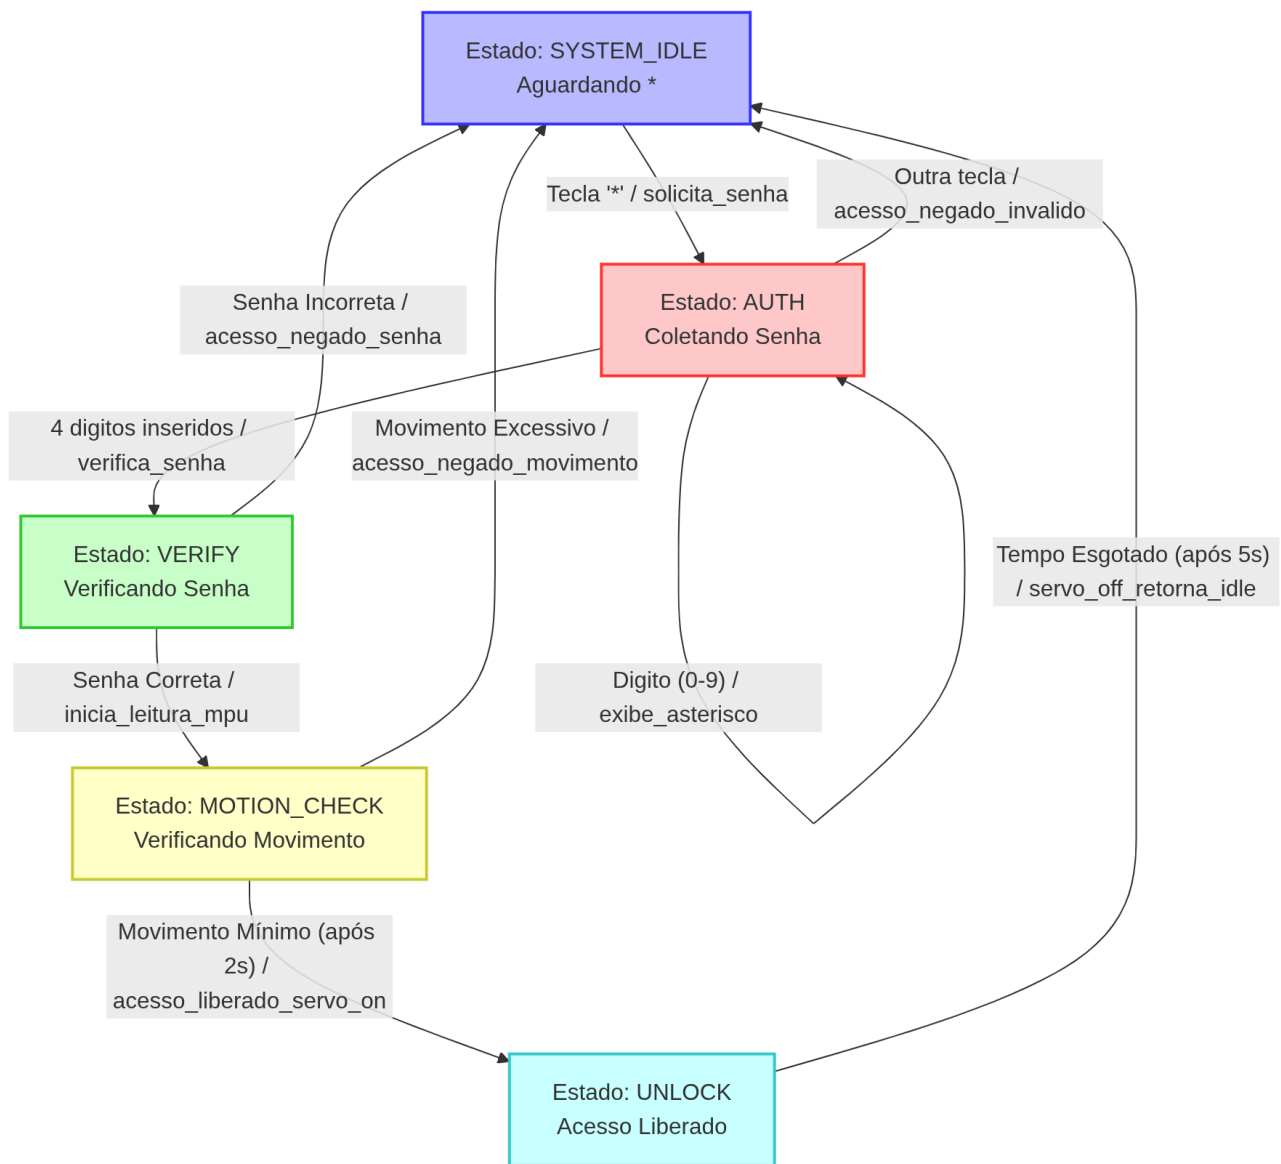 Estado: SYSTEM_IDLE
Aguardando *
Tecla '*' / solicita_senha
Outra tecla /
acesso_negado_invalido
Estado: AUTH
Coletando Senha
Senha Incorreta /
acesso_negado_senha
4 digitos inseridos /
verifica_senha
Movimento Excessivo /
acesso_negado_movimento
Estado: VERIFY
Verificando Senha
Tempo Esgotado (após 5s)
/ servo_off_retorna_idle
Senha Correta /
inicia_leitura_mpu
Digito (0-9) /
exibe_asterisco
Estado: MOTION_CHECK
Verificando Movimento
Movimento Mínimo (após
2s) /
acesso_liberado_servo_on
Estado: UNLOCK
Acesso Liberado